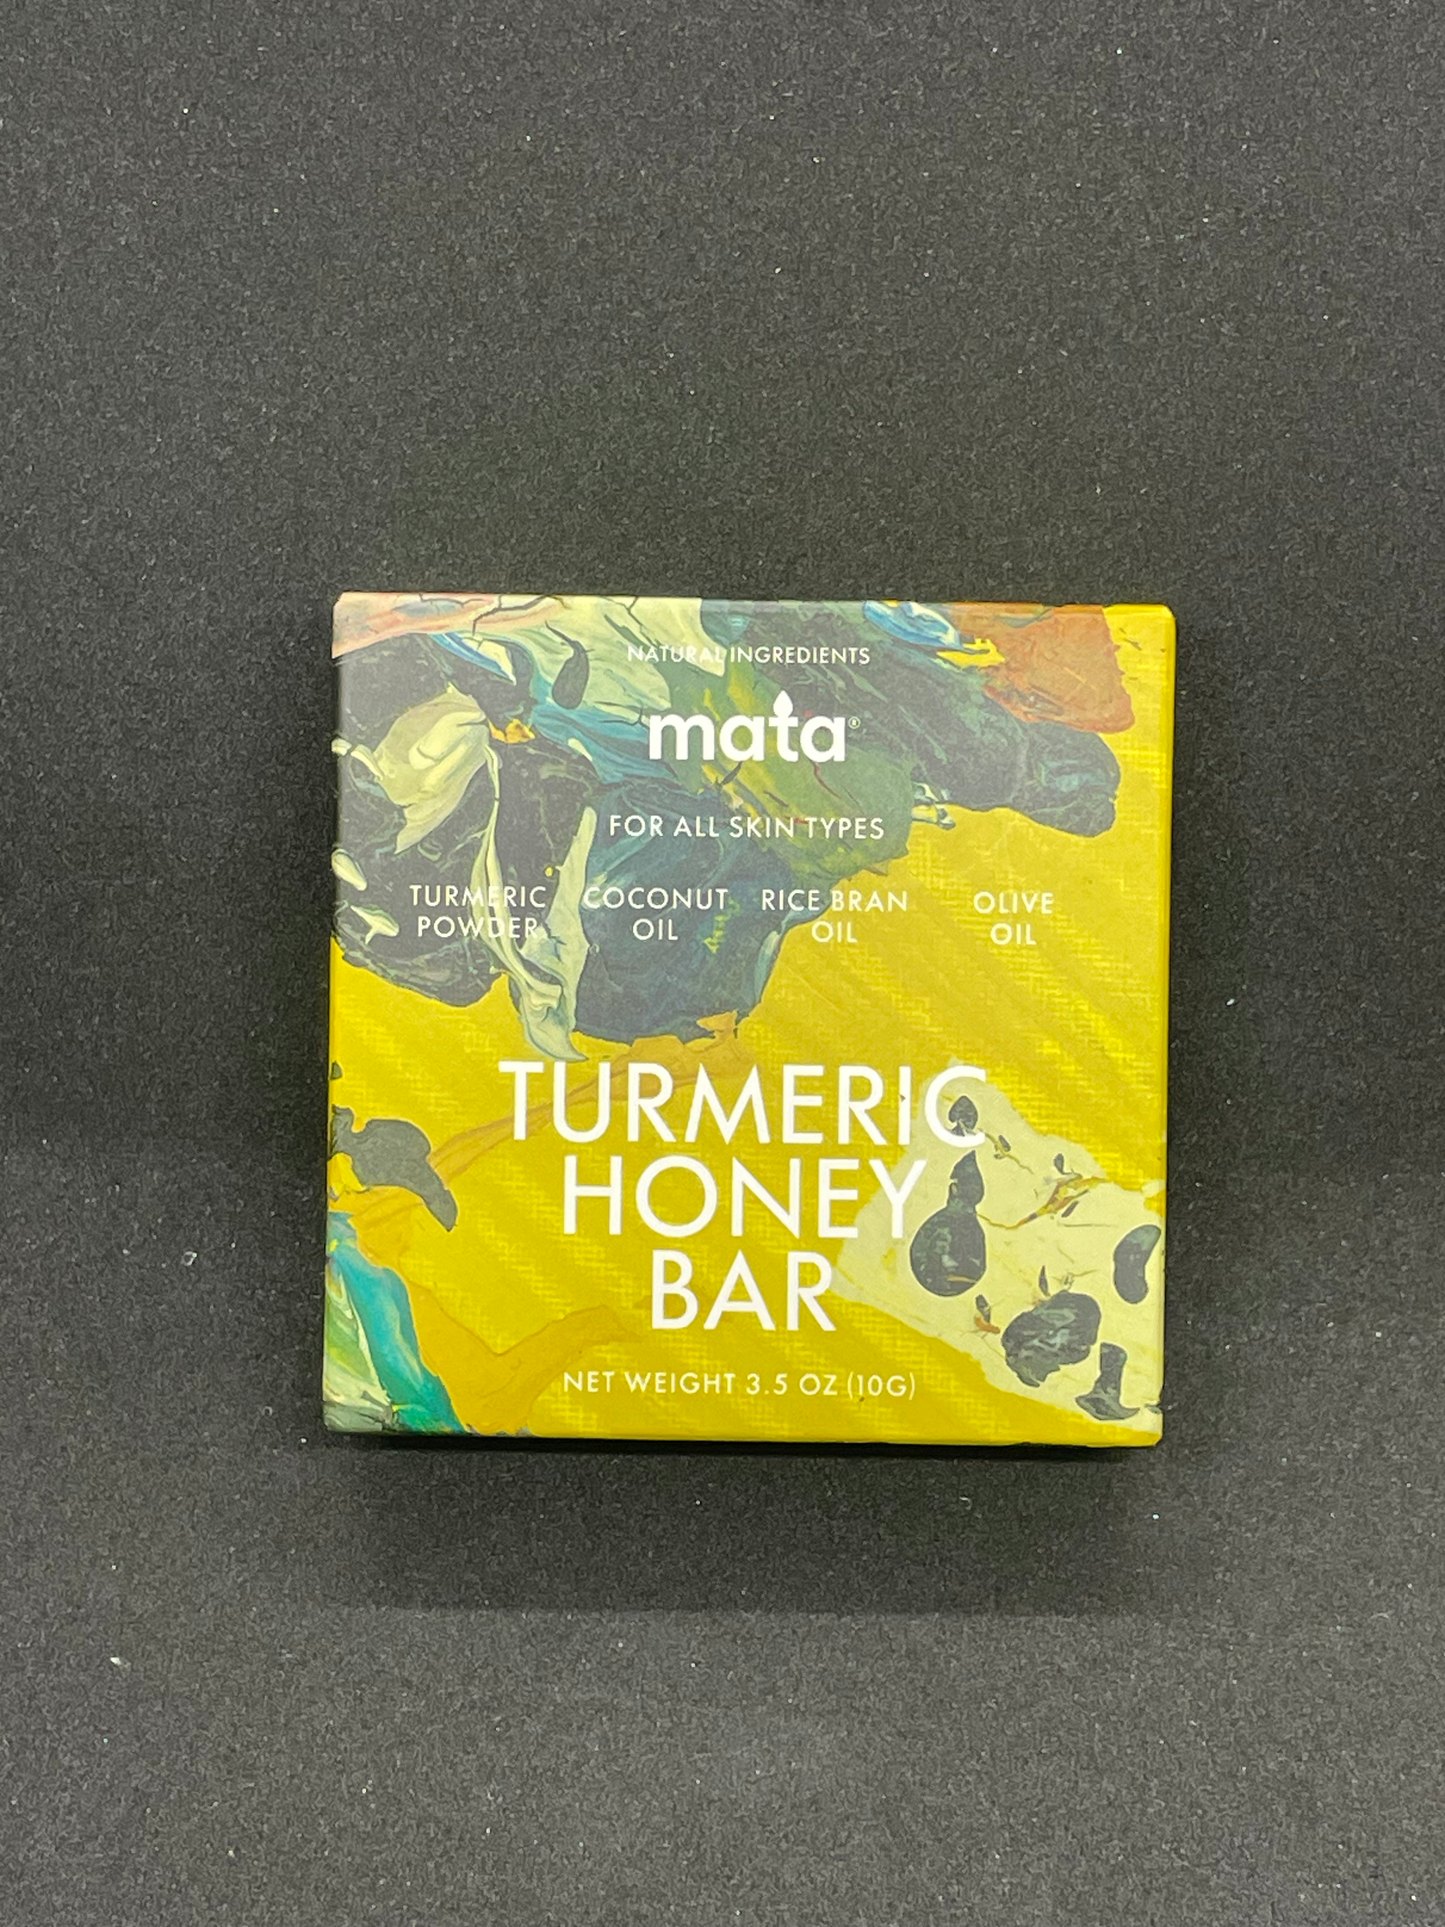 NATURAL INGREDIENTS
mata®
FOR ALL SKIN TYPES
TURMERIC POWDER
COCONUT OIL
RICE BRAN OIL
OLIVE OIL
TURMERIC
HONEY
BAR
NET WEIGHT 3.5 OZ (10G)